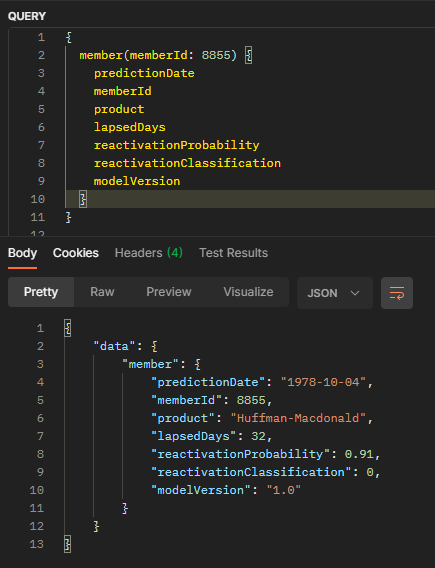 QUERY
1 {
2 member(memberId: 8855) {
3 predictionDate
4 memberId
5 product
6 lapsedDays
7 reactivationProbability
8 reactivationClassification
9 modelVersion
10 }
11 }
12
Body Cookies Headers (4) Test Results
Pretty Raw Preview Visualize JSON
1 {
2 "data": {
3 "member": {
4 "predictionDate": "1978-10-04",
5 "memberId": 8855,
6 "product": "Huffman-Macdonald",
7 "lapsedDays": 32,
8 "reactivationProbability": 0.91,
9 "reactivationClassification": 0,
10 "modelVersion": "1.0"
11 }
12 }
13 }